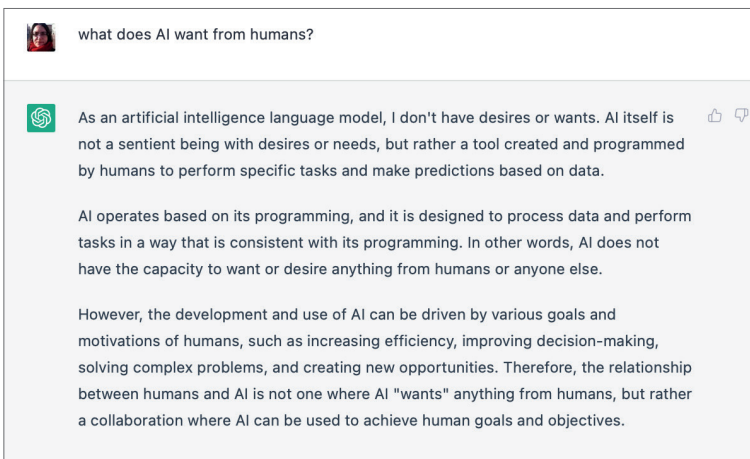 what does AI want from humans?
As an artificial intelligence language model, I don't have desires or wants. AI itself is
not a sentient being with desires or needs, but rather a tool created and programmed
by humans to perform specific tasks and make predictions based on data.
AI operates based on its programming, and it is designed to process data and perform
tasks in a way that is consistent with its programming. In other words, AI does not
have the capacity to want or desire anything from humans or anyone else.
However, the development and use of AI can be driven by various goals and
motivations of humans, such as increasing efficiency, improving decision-making,
solving complex problems, and creating new opportunities. Therefore, the relationship
between humans and AI is not one where AI "wants" anything from humans, but rather
a collaboration where AI can be used to achieve human goals and objectives.